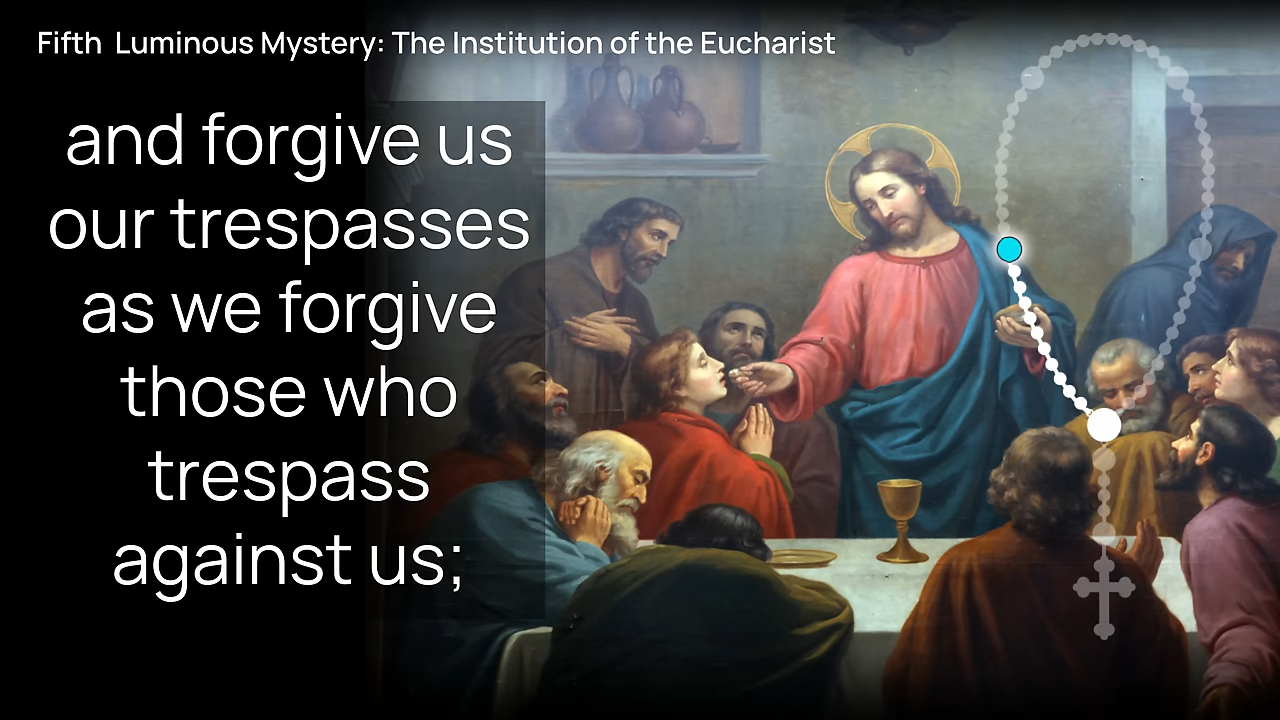 Fifth Luminous Mystery: The Institution of the Eucharist
and forgive us
our trespasses
as we forgive
those who
trespass
against us;